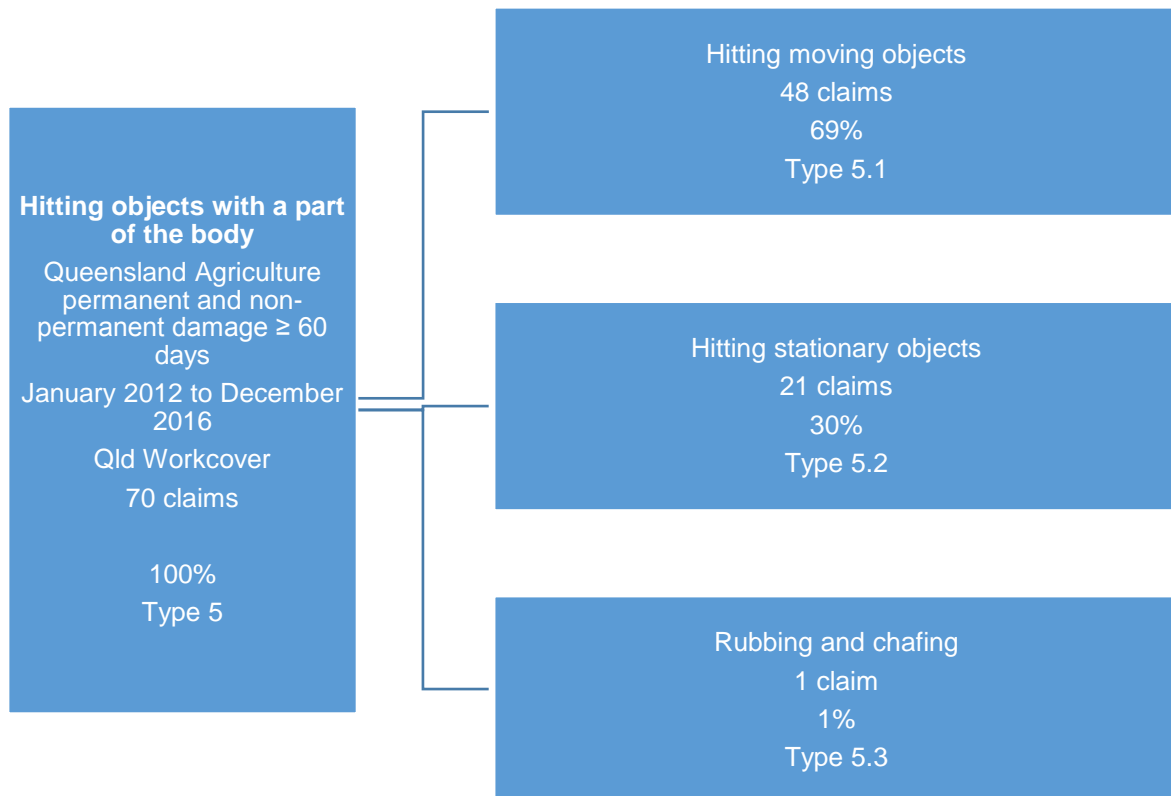 Hitting objects with a part
of the body
Queensland Agriculture
permanent and non-
permanent damage ≥ 60
days
January 2012 to December
2016
Qld Workcover
70 claims
100%
Type 5
Hitting moving objects
48 claims
69%
Type 5.1
Hitting stationary objects
21 claims
30%
Type 5.2
Rubbing and chafing
1 claim
1%
Type 5.3